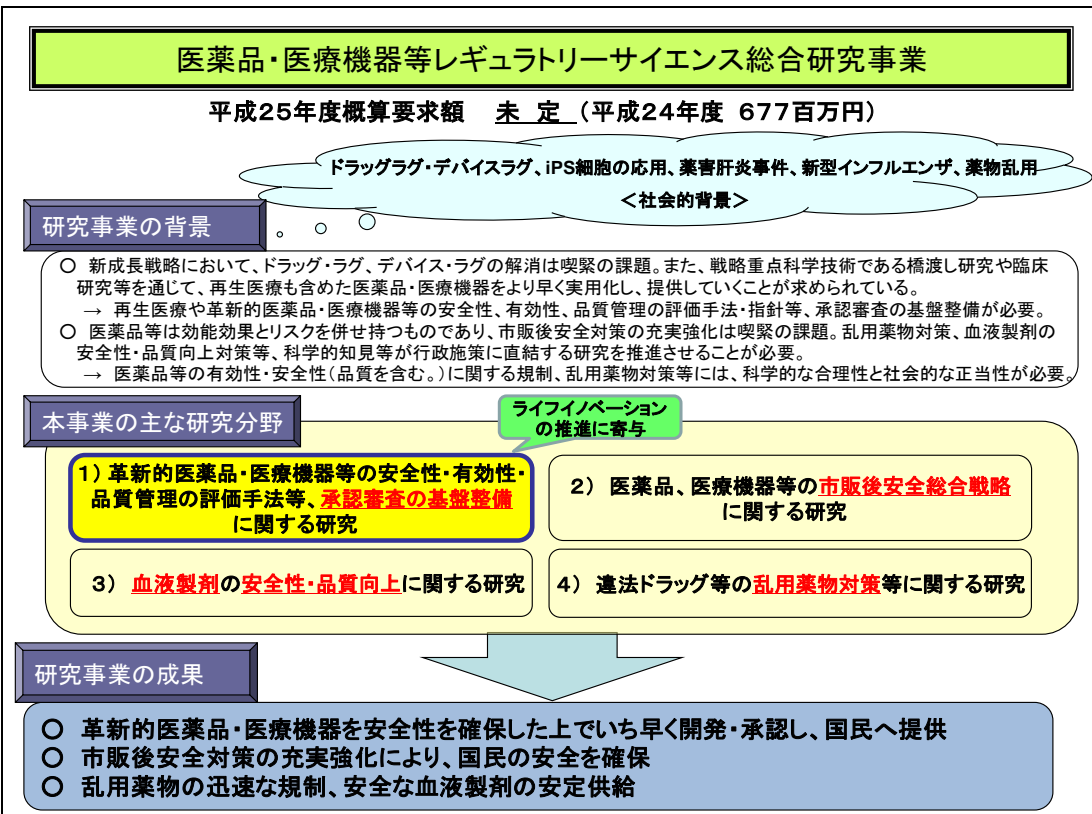 医薬品・医療機器等レギュラトリーサイエンス総合研究事業
平成25年度概算要求額　未 定 （平成24年度 677百万円）
ドラッグラグ・デバイスラグ、iPS細胞の応用、薬害肝炎事件、新型インフルエンザ、薬物乱用
＜社会的背景＞
研究事業の背景
○ 新成長戦略において、ドラッグ・ラグ、デバイス・ラグの解消は喫緊の課題。また、戦略重点科学技術である橋渡し研究や臨床
研究等を通じて、再生医療も含めた医薬品・医療機器をより早く実用化し、提供していくことが求められている。
→ 再生医療や革新的医薬品・医療機器等の安全性、有効性、品質管理の評価手法・指針等、承認審査の基盤整備が必要。
○ 医薬品等は効能効果とリスクを併せ持つものであり、市販後安全対策の充実強化は喫緊の課題。乱用薬物対策、血液製剤の
安全性・品質向上対策等、科学的知見等が行政施策に直結する研究を推進させることが必要。
→ 医薬品等の有効性・安全性（品質を含む。）に関する規制、乱用薬物対策等には、科学的な合理性と社会的な正当性が必要。
本事業の主な研究分野
ライフイノベーション
の推進に寄与
1）革新的医薬品・医療機器等の安全性・有効性・
品質管理の評価手法等、承認審査の基盤整備
に関する研究
2） 医薬品、医療機器等の市販後安全総合戦略
に関する研究
3） 血液製剤の安全性・品質向上に関する研究
4） 違法ドラッグ等の乱用薬物対策等に関する研究
研究事業の成果
○ 革新的医薬品・医療機器を安全性を確保した上でいち早く開発・承認し、国民へ提供
○ 市販後安全対策の充実強化により、国民の安全を確保
○ 乱用薬物の迅速な規制、安全な血液製剤の安定供給